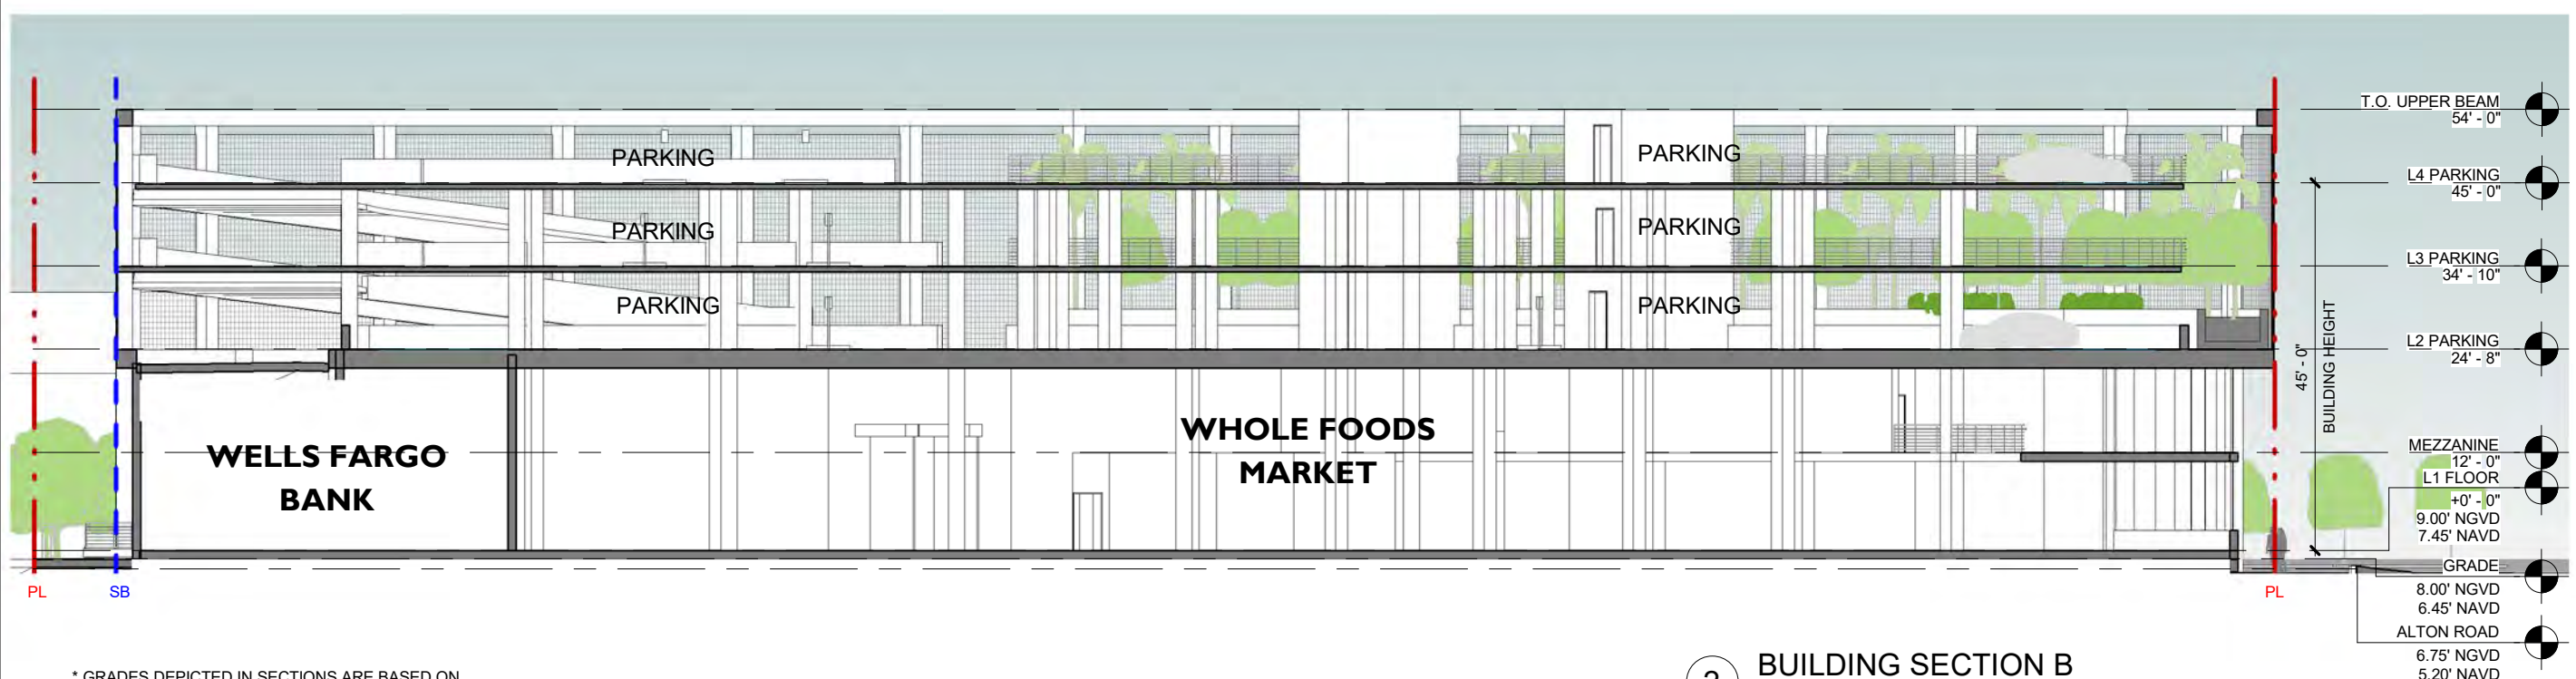 PARKING
PARKING
PARKING
PARKING
PARKING
PARKING
WELLS FARGO
BANK
WHOLE FOODS
MARKET
T.O. UPPER BEAM
54' - 0"
L4 PARKING
45' - 0"
L3 PARKING
34' - 10"
L2 PARKING
24' - 8"
45' - 0"
BUILDING HEIGHT
MEZZANINE
12' - 0"
L1 FLOOR
+0' - 0"
9.00' NGVD
7.45' NAVD
GRADE
8.00' NGVD
6.45' NAVD
ALTON ROAD
6.75' NGVD
5.20' NAVD
PL
SB
PL
* GRADES DEPICTED IN SECTIONS ARE BASED ON
BUILDING SECTION B